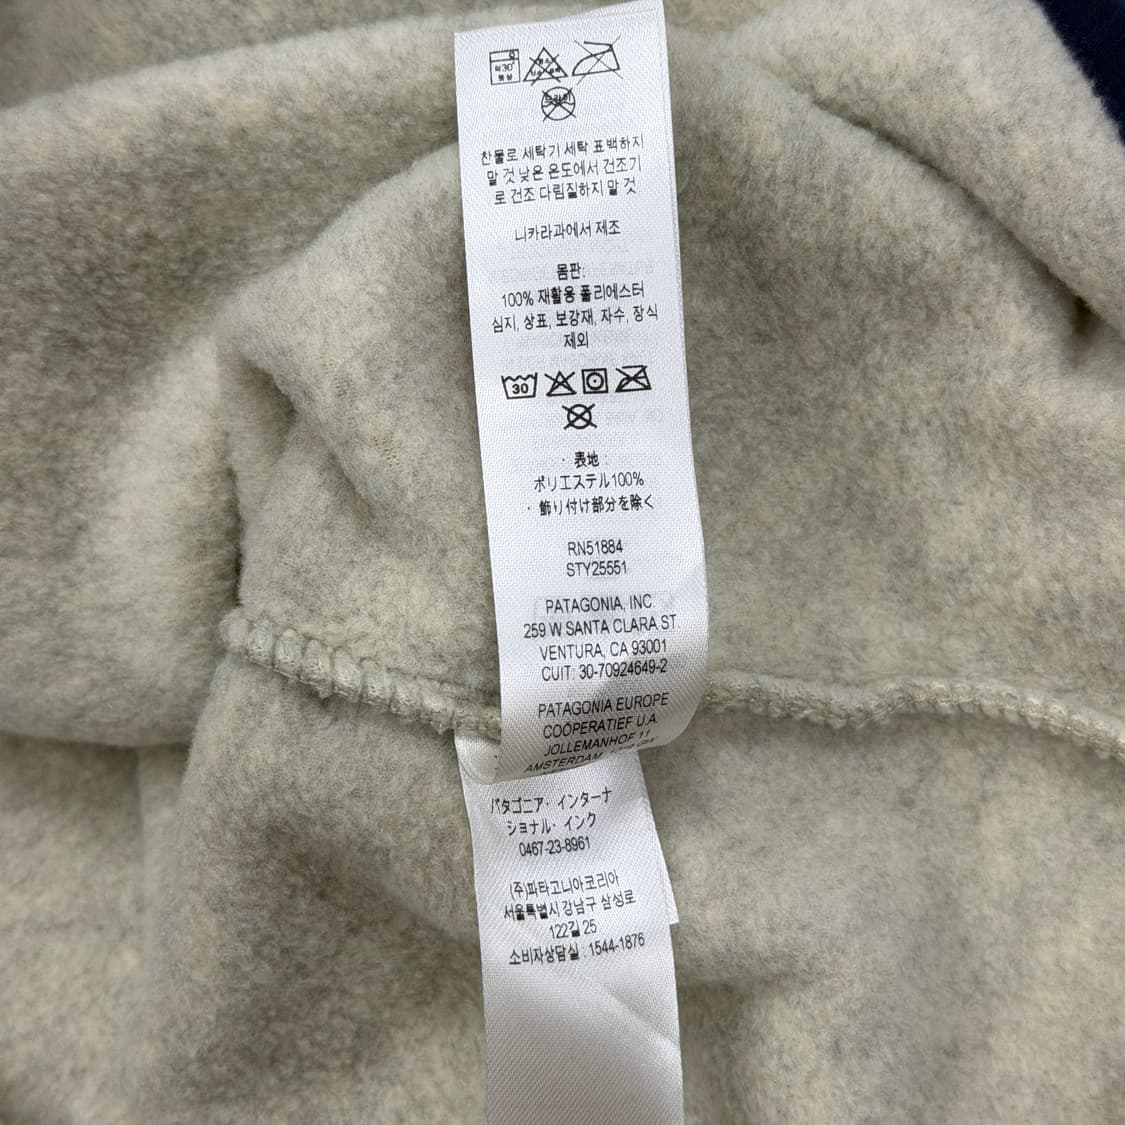 약30°
중성
찬물로 세탁기 세탁 표백하지
말 것 낮은 온도에서 건조기
로 건조 다림질하지 말 것
니카라과에서 제조
몸판:
100% 재활용 폴리에스터
심지, 상표, 보강재, 자수, 장식
제외
30
· 表地 :
ポリエステル100%
· 飾り付け部分を除く
RN51884
STY25551
PATAGONIA, INC.
259 W SANTA CLARA ST.
VENTURA, CA 93001
CUIT: 30-70924649-2
PATAGONIA EUROPE
COÖPERATIEF U.A.
JOLLEMANHOF 11
AMSTERDAM,
パタゴニア· インターナ
ショナル· インク
0467-23-8961
(주)파타고니아코리아
서울특별시 강남구 삼성로
122길 25
소비자상담실 : 1544-1876